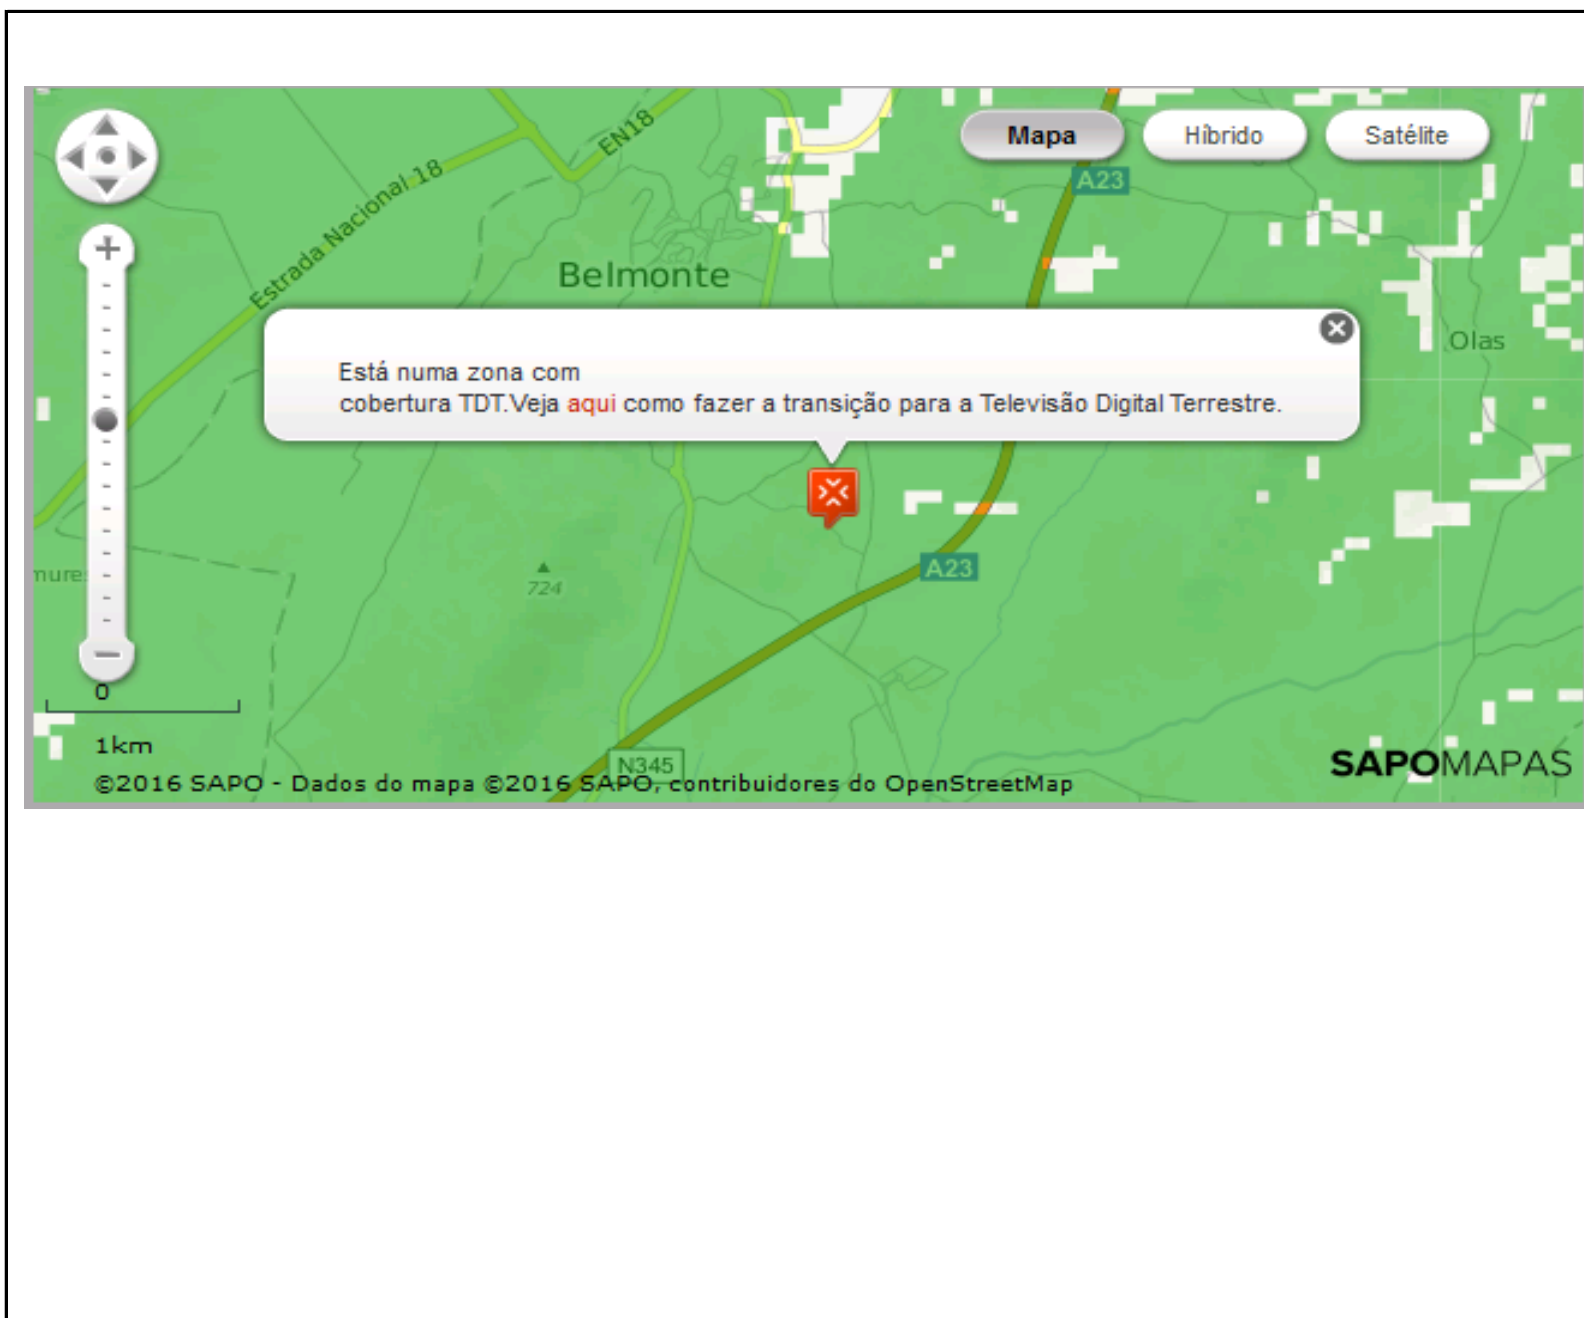 Mapa
Híbrido
Satélite
EN18
A23
Estrada Nacional 18
Belmonte
Olas
Está numa zona com
cobertura TDT.Veja aqui como fazer a transição para a Televisão Digital Terrestre.
A23
724
0
1km
N345
SAPOMAPAS
©2016 SAPO - Dados do mapa ©2016 SAPO, contribuidores do OpenStreetMap